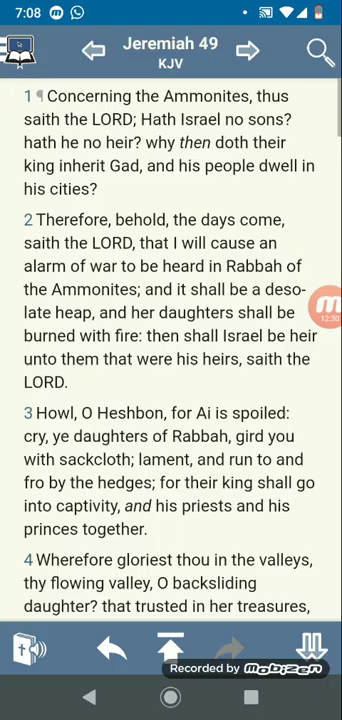 7:08
Jeremiah 49
KJV
1 ¶ Concerning the Ammonites, thus
saith the LORD; Hath Israel no sons?
hath he no heir? why then doth their
king inherit Gad, and his people dwell in
his cities?
2 Therefore, behold, the days come,
saith the LORD, that I will cause an
alarm of war to be heard in Rabbah of
the Ammonites; and it shall be a deso-
late heap, and her daughters shall be
burned with fire: then shall Israel be heir
unto them that were his heirs, saith the
LORD.
12:30
3 Howl, O Heshbon, for Ai is spoiled:
cry, ye daughters of Rabbah, gird you
with sackcloth; lament, and run to and
fro by the hedges; for their king shall go
into captivity, and his priests and his
princes together.
4 Wherefore gloriest thou in the valleys,
thy flowing valley, O backsliding
daughter? that trusted in her treasures,
Recorded by mobizen